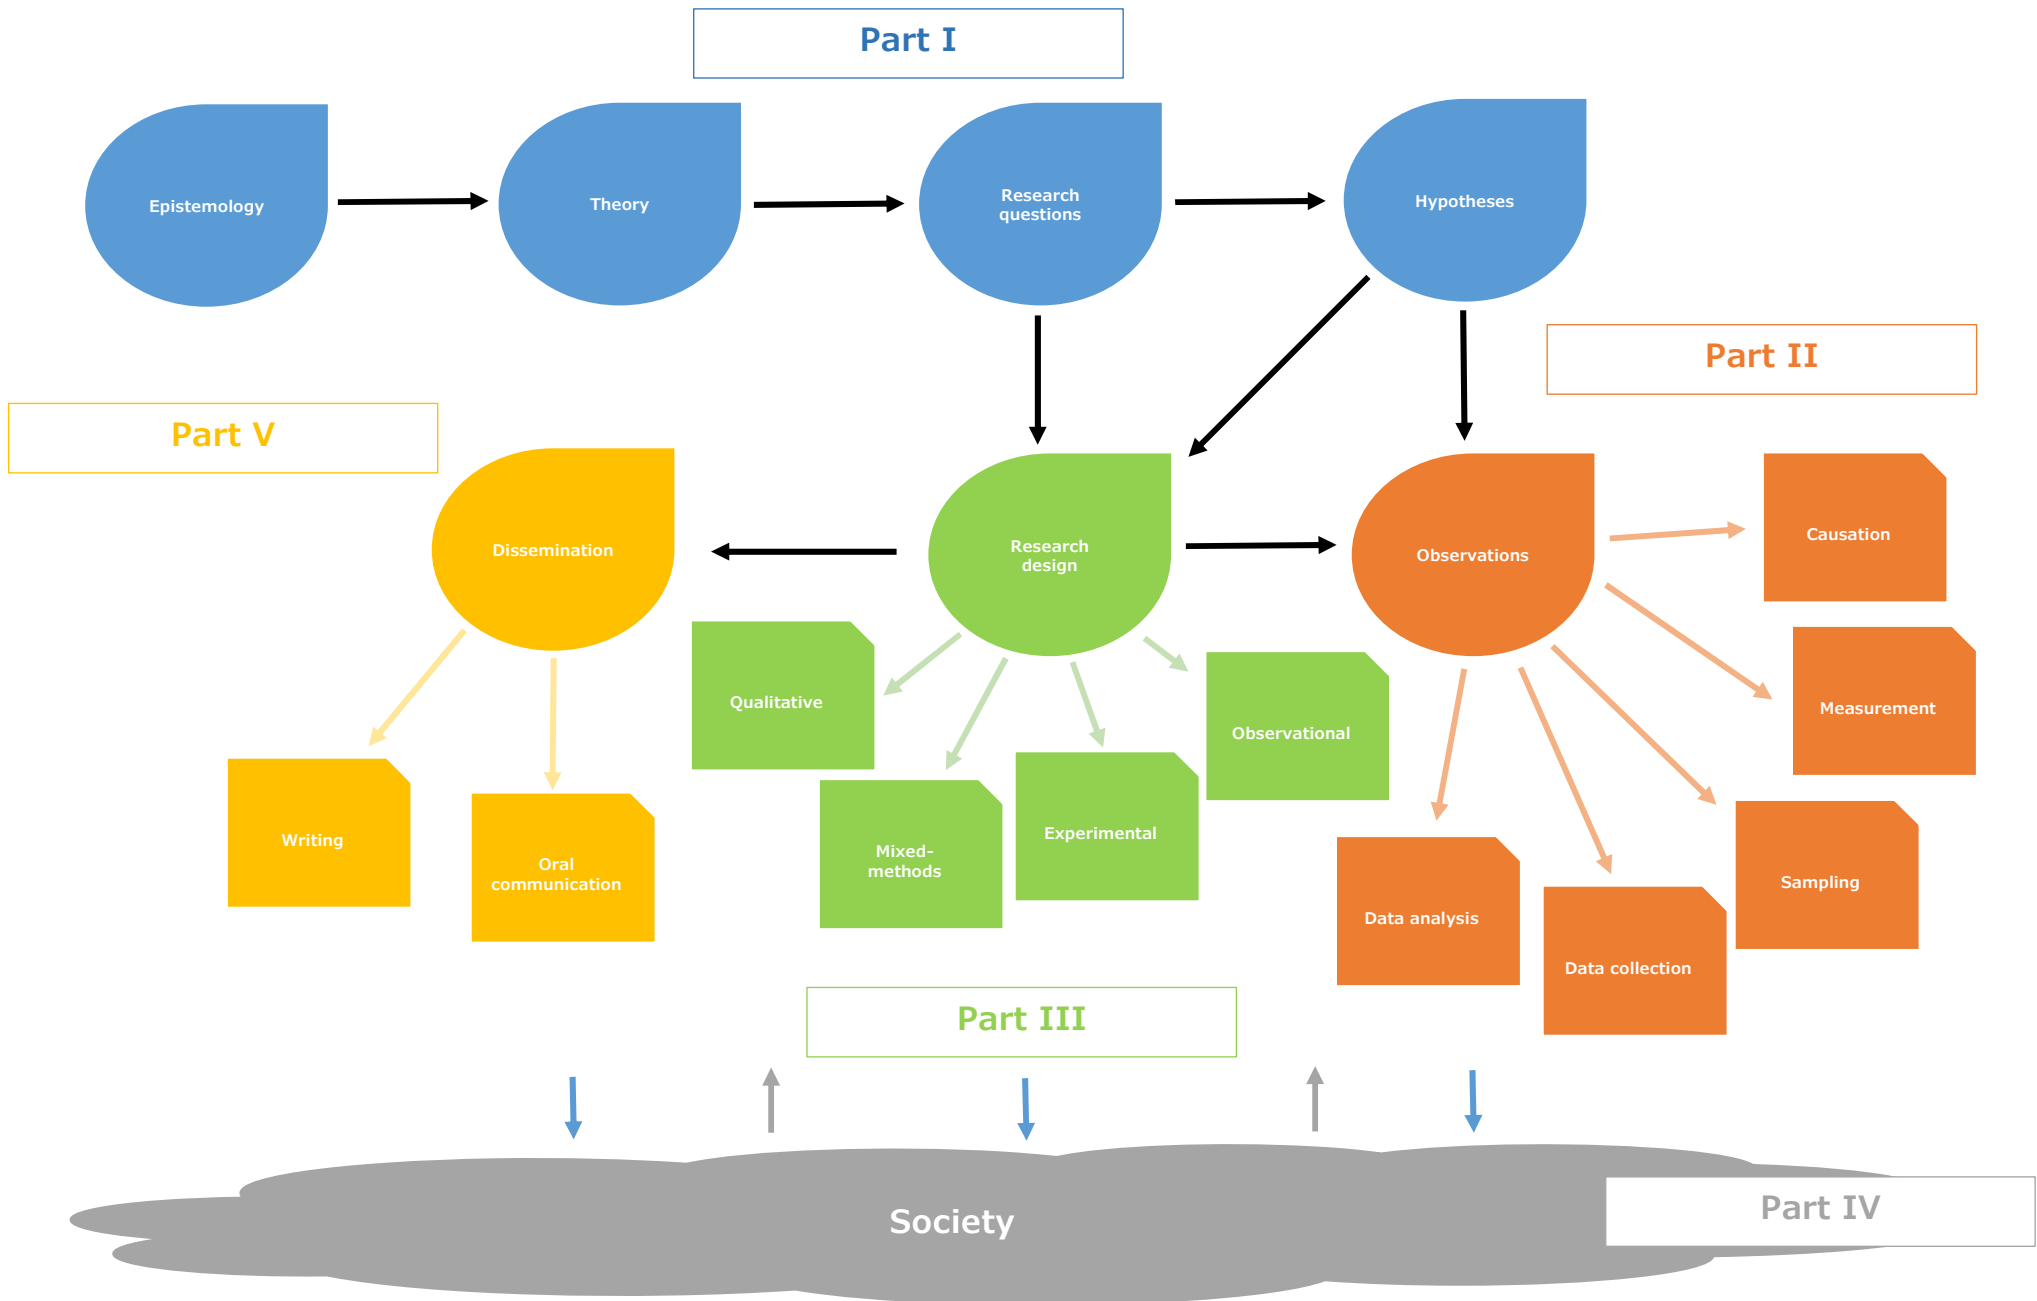 Part I
Epistemology
Theory
Research
questions
Hypotheses
Part II
Part V
Dissemination
Research
design
Observations
Causation
Measurement
Sampling
Data collection
Data analysis
Observational
Experimental
Mixed-
methods
Qualitative
Oral
communication
Writing
Part III
Society
Part IV